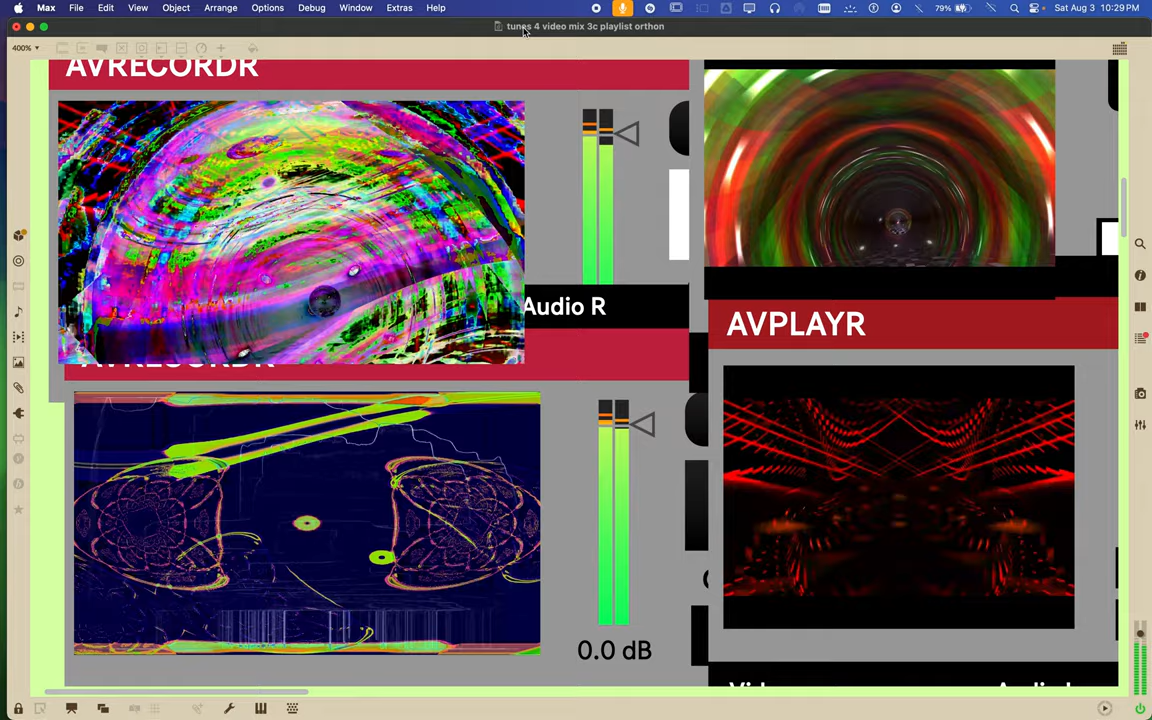 Max File Edit View Object Arrange Options Debug Window Extras Help 79% Sat Aug 3 10:29 PM
tunes 4 video mix 3c playlist orthon
400%
AVRECORDR
Audio R
AVPLAYR
AVRECORDR
0.0 dB